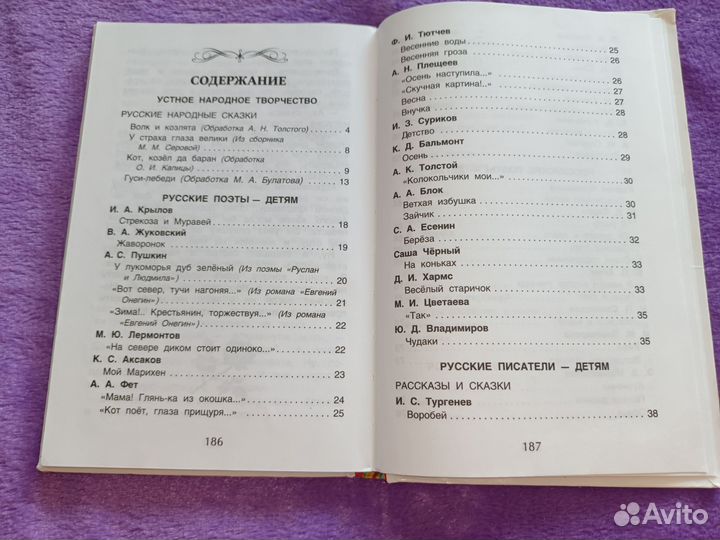 СОДЕРЖАНИЕ
УСТНОЕ НАРОДНОЕ ТВОРЧЕСТВО
РУССКИЕ НАРОДНЫЕ СКАЗКИ
Волк и козлята (Обработка А. Н. Толстого) 4
У страха глаза велики (Из сборника
М. М. Серовой) 8
Кот, козёл да баран (Обработка
О. И. Капицы) 10
Гуси-лебеди (Обработка М. А. Булатова) 13
РУССКИЕ ПОЭТЫ — ДЕТЯМ
И. А. Крылов
Стрекоза и Муравей 18
В. А. Жуковский
Жаворонок 19
А. С. Пушкин
У лукоморья дуб зелёный (Из поэмы «Руслан
и Людмила») 20
«Вот север, тучи нагоняя...» (Из романа «Евгений
Онегин») 21
«Зима!.. Крестьянин, торжествуя...» (Из романа
«Евгений Онегин») 22
М. Ю. Лермонтов
«На севере диком стоит одиноко...» 22
К. С. Аксаков
Мой Марихен 23
А. А. Фет
«Мама! Глянь-ка из окошка...» 24
«Кот поёт, глаза прищуря...» 25
186
Ф. И. Тютчев
Весенние воды 25
Весенняя гроза 26
А. Н. Плещеев
«Осень наступила...» 26
«Скучная картина!..» 27
Весна 27
Внучка 28
И. З. Суриков
Детство 28
К. Д. Бальмонт
Осень 29
А. К. Толстой
«Колокольчики мои...» 30
А. А. Блок
Ветхая избушка 30
Зайчик 31
С. А. Есенин
Берёза 32
Саша Чёрный
На коньках 33
Д. И. Хармс
Весёлый старичок 33
М. И. Цветаева
«Так» 35
Ю. Д. Владимиров
Чудаки 35
РУССКИЕ ПИСАТЕЛИ — ДЕТЯМ
РАССКАЗЫ И СКАЗКИ
И. С. Тургенев
Воробей 38
187
Avito